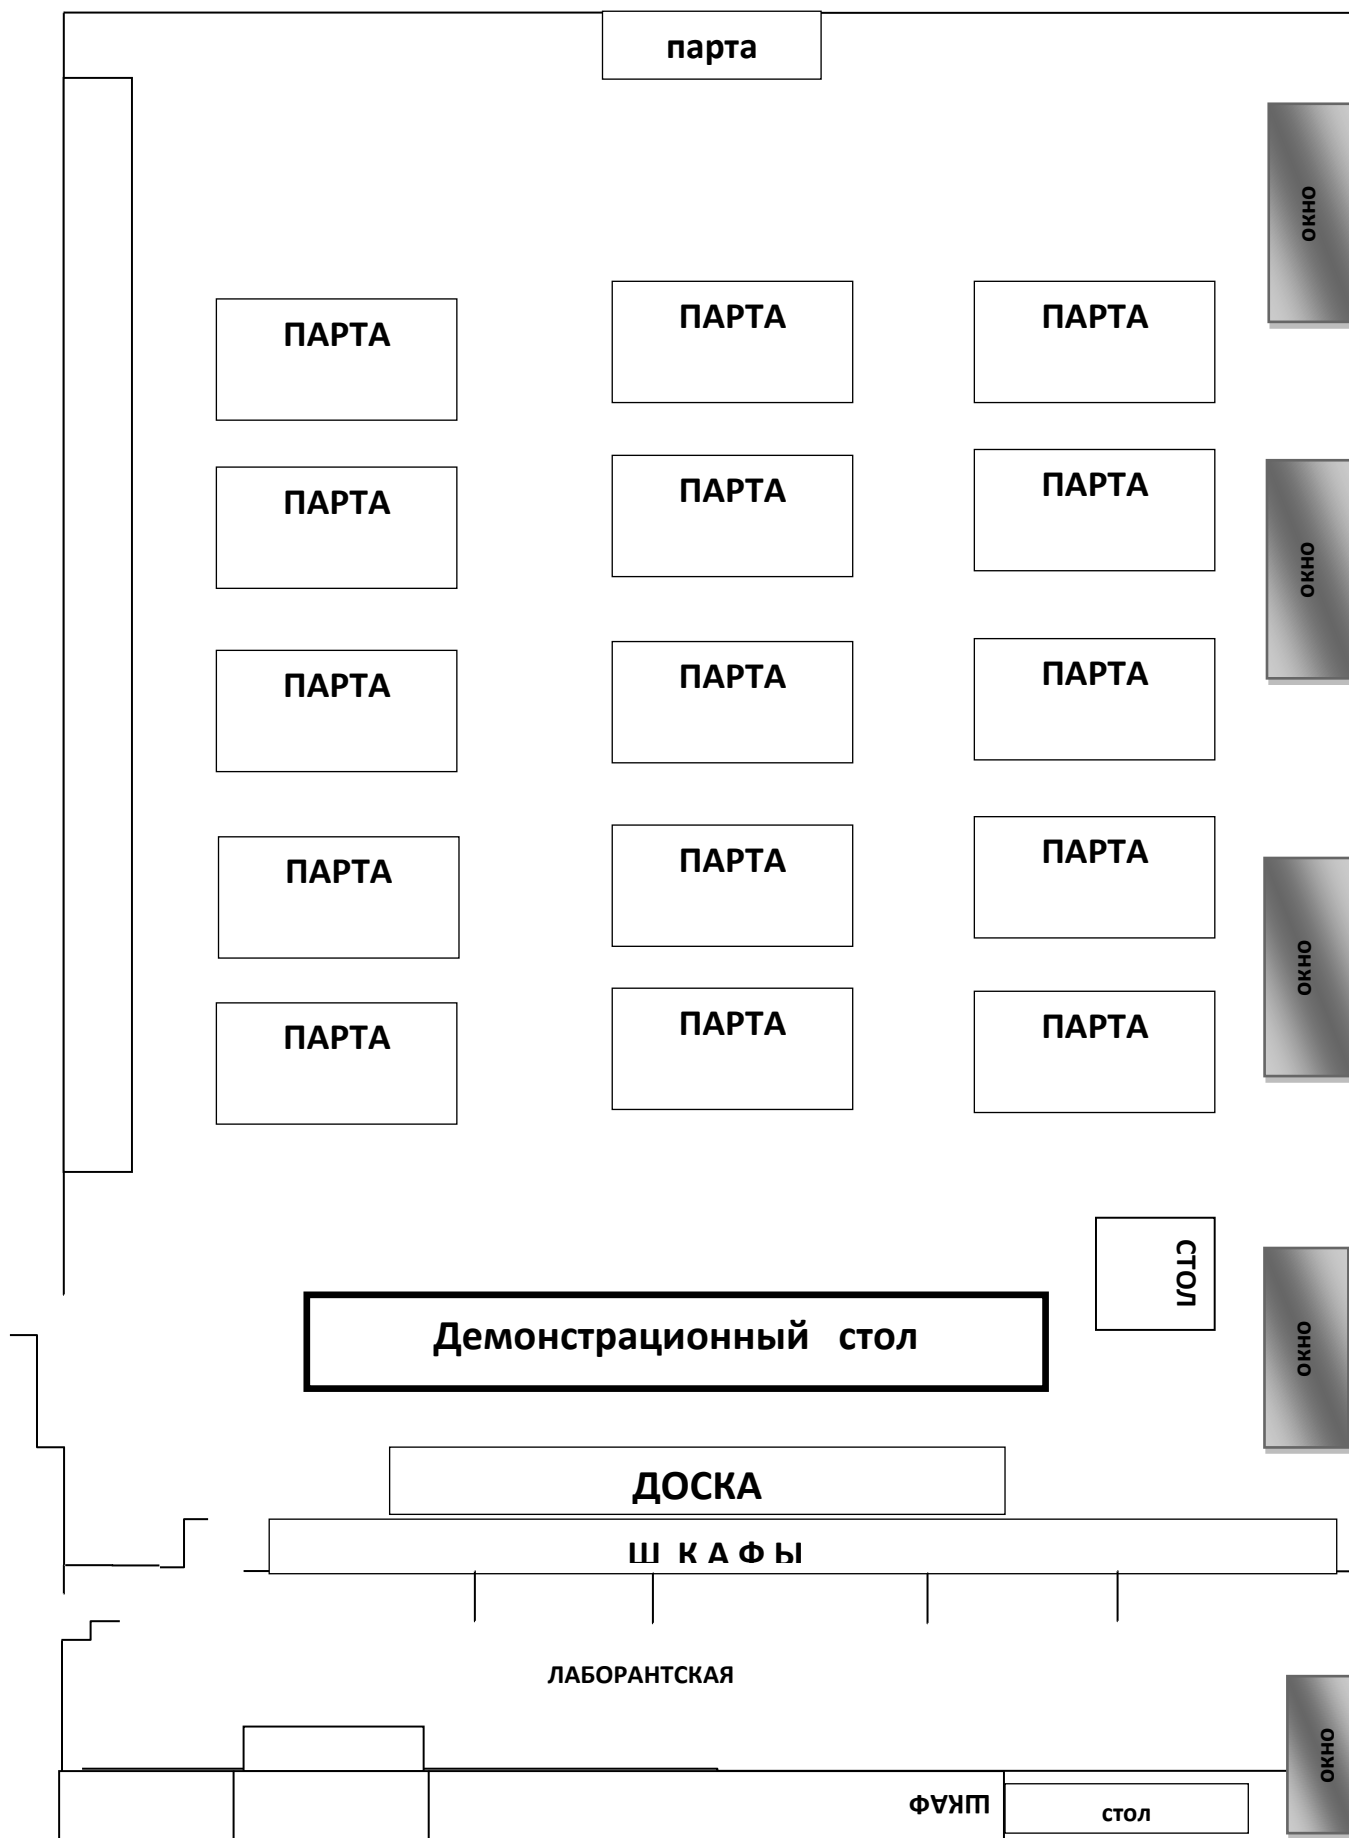 парта
окно
ПАРТА
ПАРТА
ПАРТА
ПАРТА
ПАРТА
ПАРТА
окно
ПАРТА
ПАРТА
ПАРТА
ПАРТА
ПАРТА
ПАРТА
окно
ПАРТА
ПАРТА
ПАРТА
СТОЛ
Демонстрационный стол
окно
ДОСКА
Ш К А Ф Ы
ЛАБОРАНТСКАЯ
окно
ШКАФ
стол